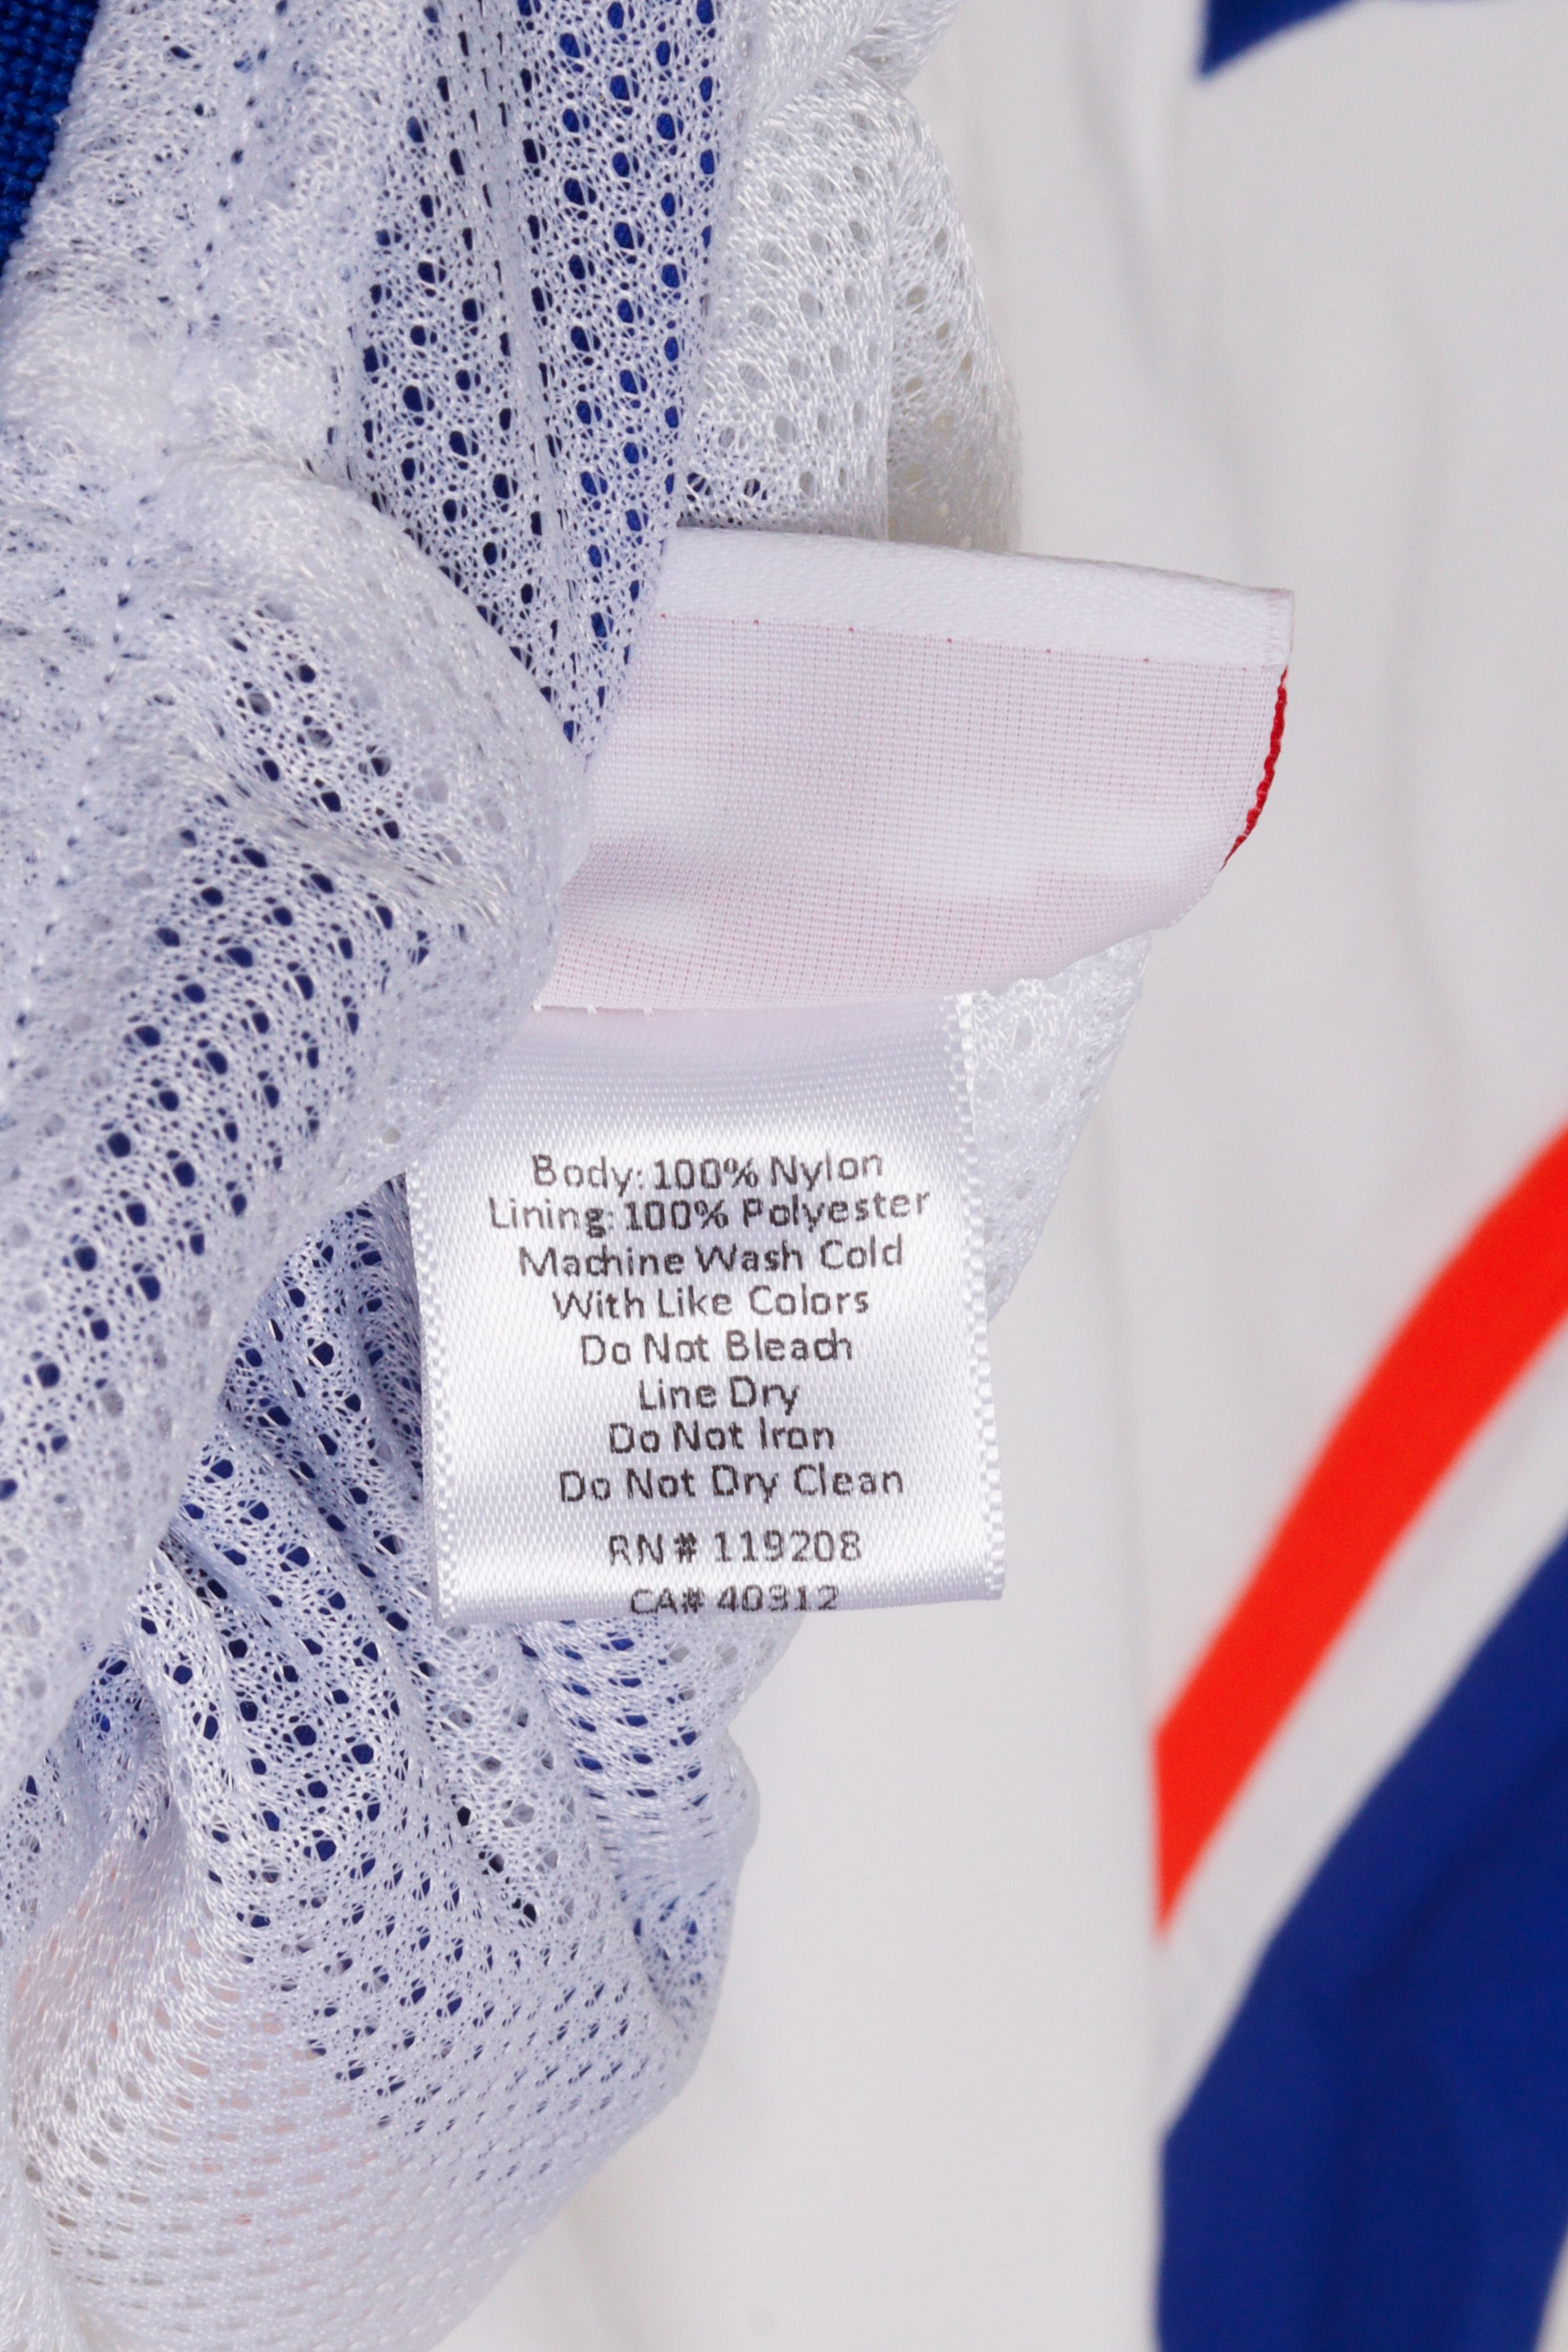 Body: 100% Nylon
Lining: 100% Polyester
Machine Wash Cold
With Like Colors
Do Not Bleach
Line Dry
Do Not Iron
Do Not Dry Clean
RN# 119208
CA# 40312